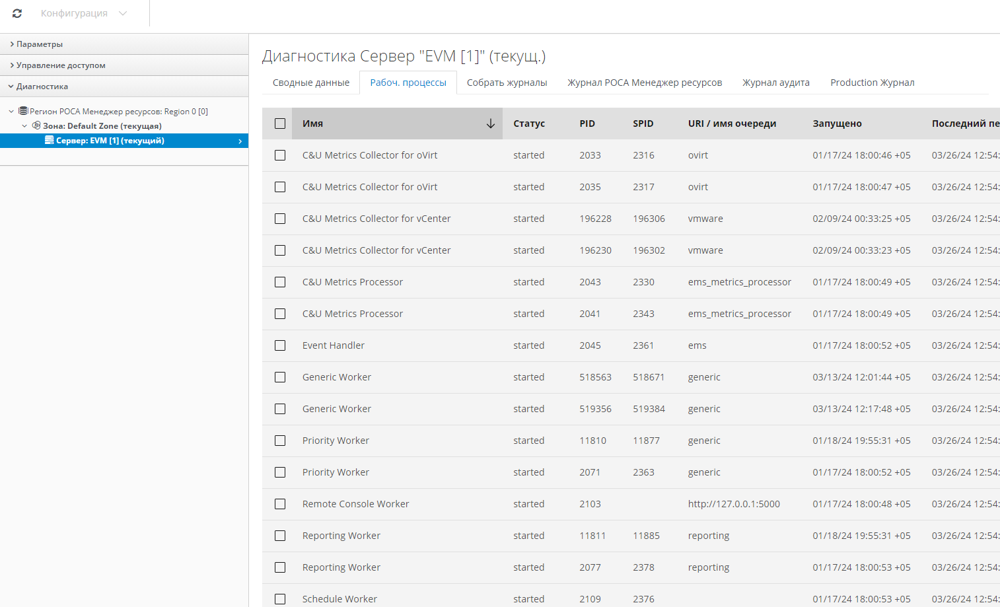 Конфигурация
Параметры
Управление доступом
Диагностика
Регион РОСА Менеджер ресурсов: Region 0 [0]
Зона: Default Zone (текущая)
Сервер: EVM [1] (текущий)
Диагностика Сервер "EVM [1]" (текущ.)
Сводные данные Рабоч. процессы Собрать журналы Журнал РОСА Менеджер ресурсов Журнал аудита Production Журнал
Имя Статус PID SPID URI / имя очереди Запущено Последний пе
C&U Metrics Collector for oVirt started 2033 2316 ovirt 01/17/24 18:00:46 +05 03/26/24 12:54:
C&U Metrics Collector for oVirt started 2035 2317 ovirt 01/17/24 18:00:47 +05 03/26/24 12:54:
C&U Metrics Collector for vCenter started 196228 196306 vmware 02/09/24 00:33:25 +05 03/26/24 12:54:
C&U Metrics Collector for vCenter started 196230 196302 vmware 02/09/24 00:33:23 +05 03/26/24 12:54:
C&U Metrics Processor started 2043 2330 ems_metrics_processor 01/17/24 18:00:49 +05 03/26/24 12:54:
C&U Metrics Processor started 2041 2343 ems_metrics_processor 01/17/24 18:00:49 +05 03/26/24 12:54:
Event Handler started 2045 2361 ems 01/17/24 18:00:52 +05 03/26/24 12:54:
Generic Worker started 518563 518671 generic 03/13/24 12:01:44 +05 03/26/24 12:54:
Generic Worker started 519356 519384 generic 03/13/24 12:17:48 +05 03/26/24 12:54:
Priority Worker started 11810 11877 generic 01/18/24 19:55:31 +05 03/26/24 12:54:
Priority Worker started 2071 2363 generic 01/17/24 18:00:52 +05 03/26/24 12:54:
Remote Console Worker started 2103 http://127.0.0.1:5000 01/17/24 18:00:48 +05 03/26/24 12:54:
Reporting Worker started 11811 11885 reporting 01/18/24 19:55:31 +05 03/26/24 12:54:
Reporting Worker started 2077 2378 reporting 01/17/24 18:00:53 +05 03/26/24 12:54:
Schedule Worker started 2109 2376 01/17/24 18:00:53 +05 03/26/24 12:54: